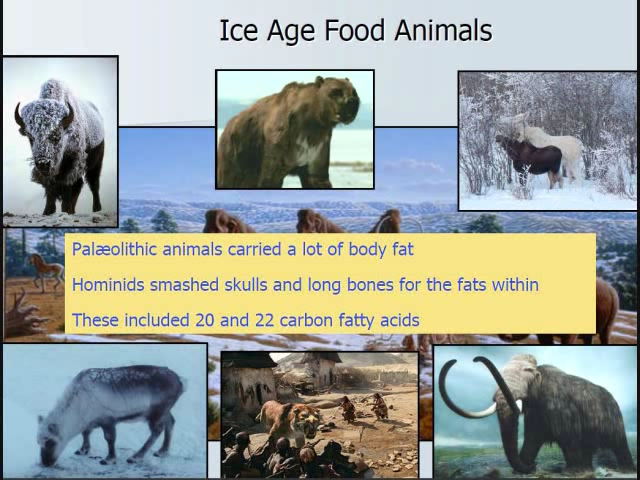 Ice Age Food Animals
Palæolithic animals carried a lot of body fat
Hominids smashed skulls and long bones for the fats within
These included 20 and 22 carbon fatty acids